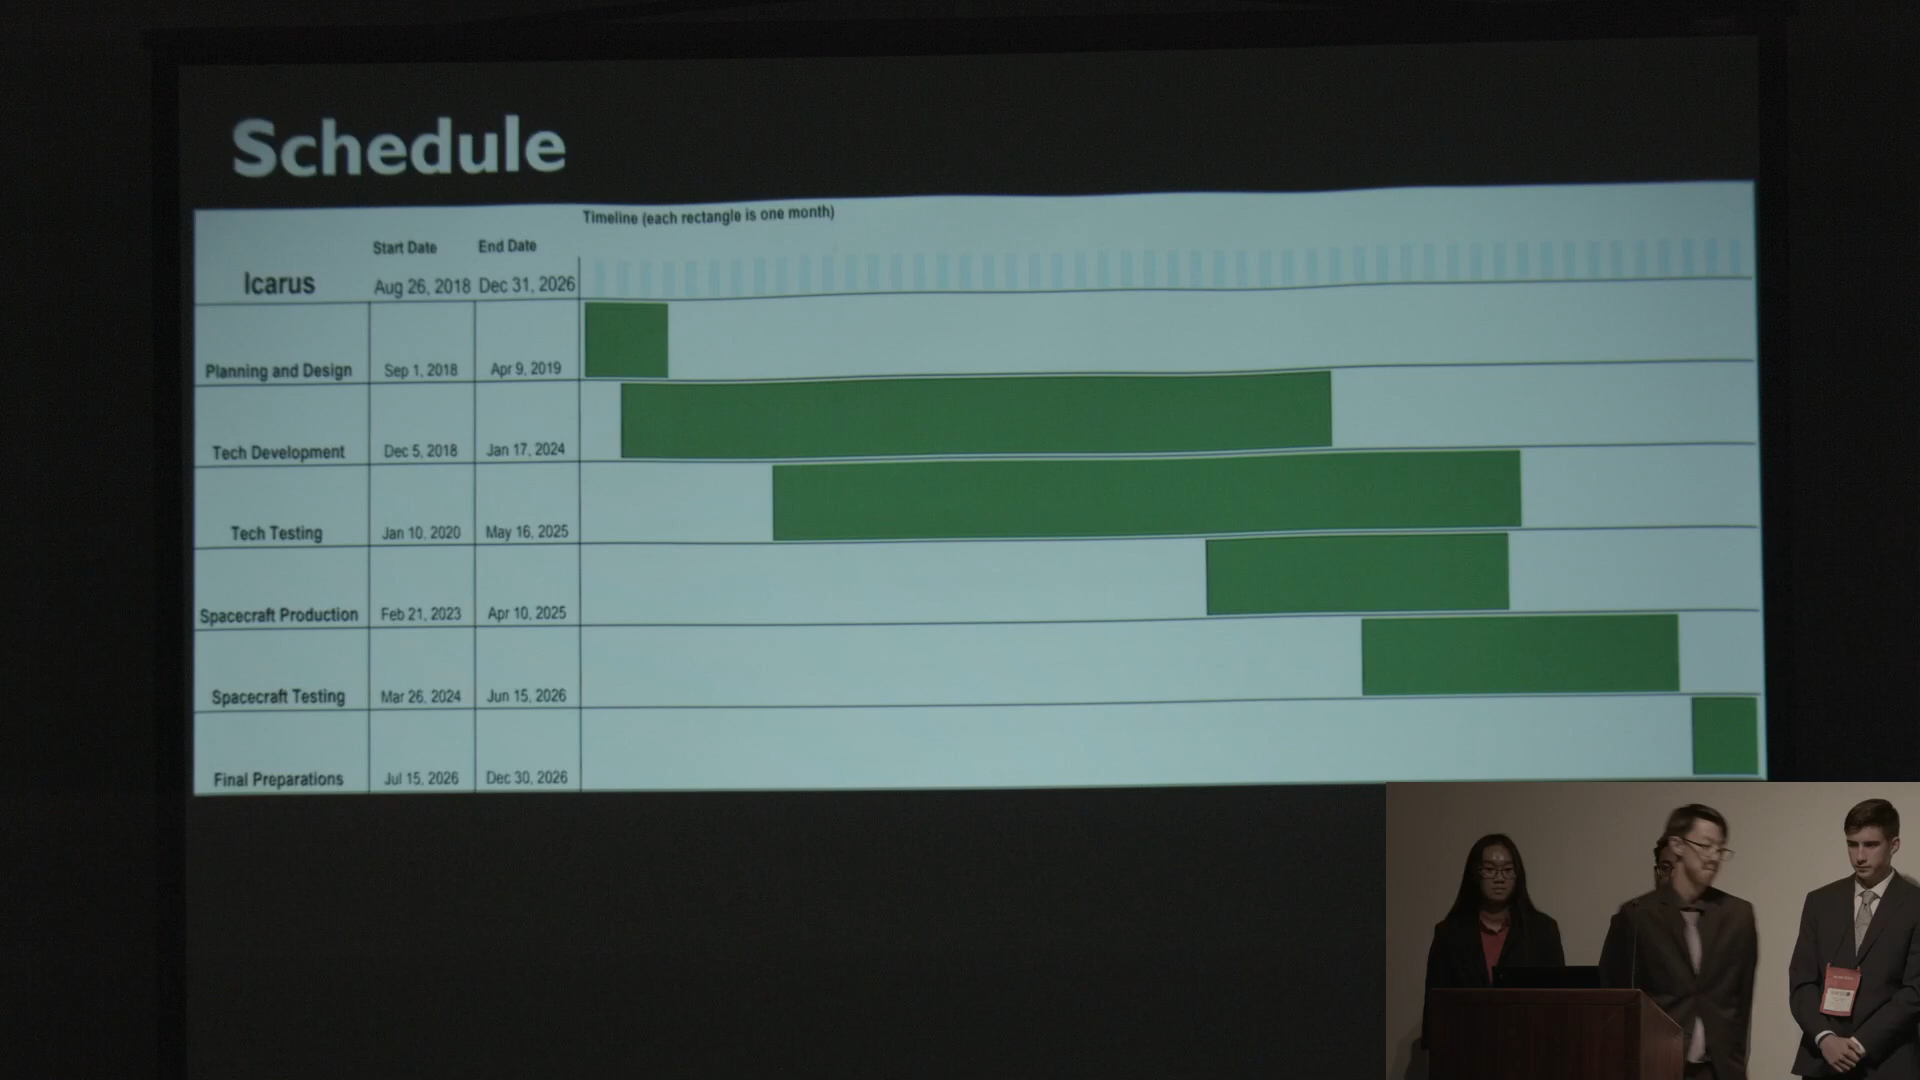 Schedule
Timeline (each rectangle is one month)
Start Date End Date
Icarus Aug 26, 2018 Dec 31, 2026
Planning and Design Sep 1, 2018 Apr 9, 2019
Tech Development Dec 5, 2018 Jan 17, 2024
Tech Testing Jan 10, 2020 May 16, 2025
Spacecraft Production Feb 21, 2023 Apr 10, 2025
Spacecraft Testing Mar 26, 2024 Jun 15, 2026
Final Preparations Jul 15, 2026 Dec 30, 2026